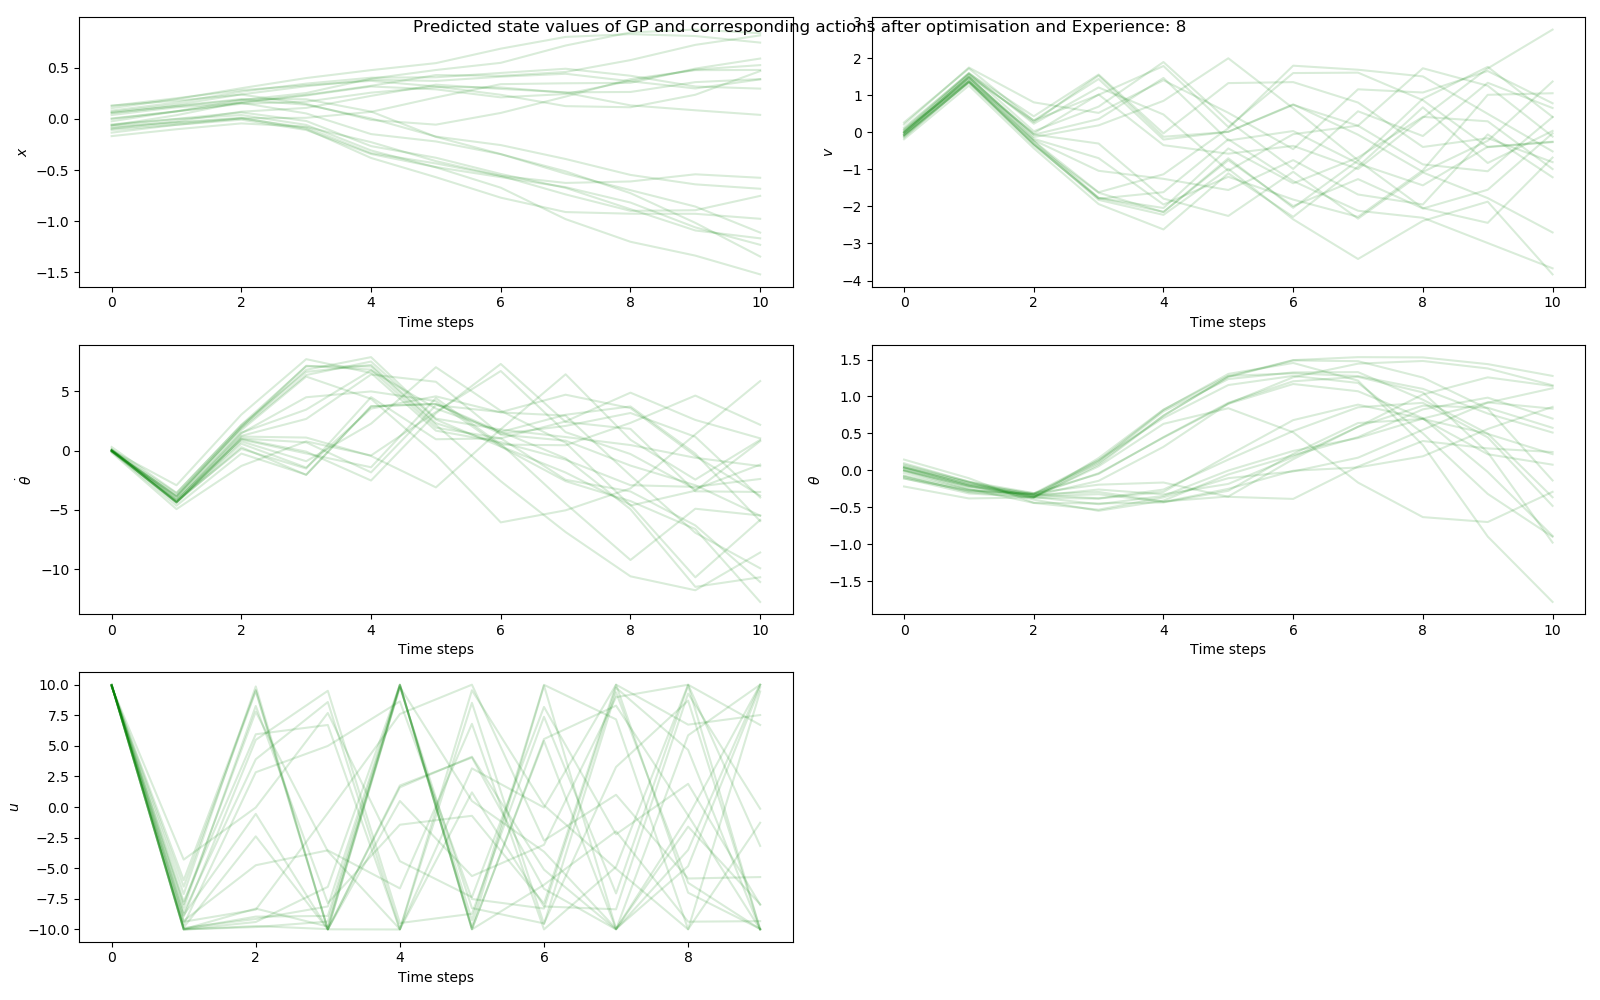 Predicted state values of GP and corresponding actions after optimisation and Experience: 8
x
0.5
0.0
−0.5
−1.0
−1.5
0 2 4 6 8 10
Time steps
v
3
2
1
0
−1
−2
−3
−4
0 2 4 6 8 10
Time steps
θ̇
5
0
−5
−10
0 2 4 6 8 10
Time steps
θ
1.5
1.0
0.5
0.0
−0.5
−1.0
−1.5
0 2 4 6 8 10
Time steps
u
10.0
7.5
5.0
2.5
0.0
−2.5
−5.0
−7.5
−10.0
0 2 4 6 8
Time steps